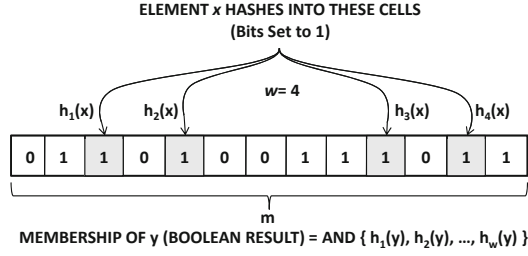 ELEMENT x HASHES INTO THESE CELLS
(Bits Set to 1)
w= 4
h1(x) h2(x) h3(x) h4(x)
0 1 1 0 1 0 0 1 1 1 0 1 1
m
MEMBERSHIP OF y (BOOLEAN RESULT) = AND { h1(y), h2(y), ..., hw(y) }